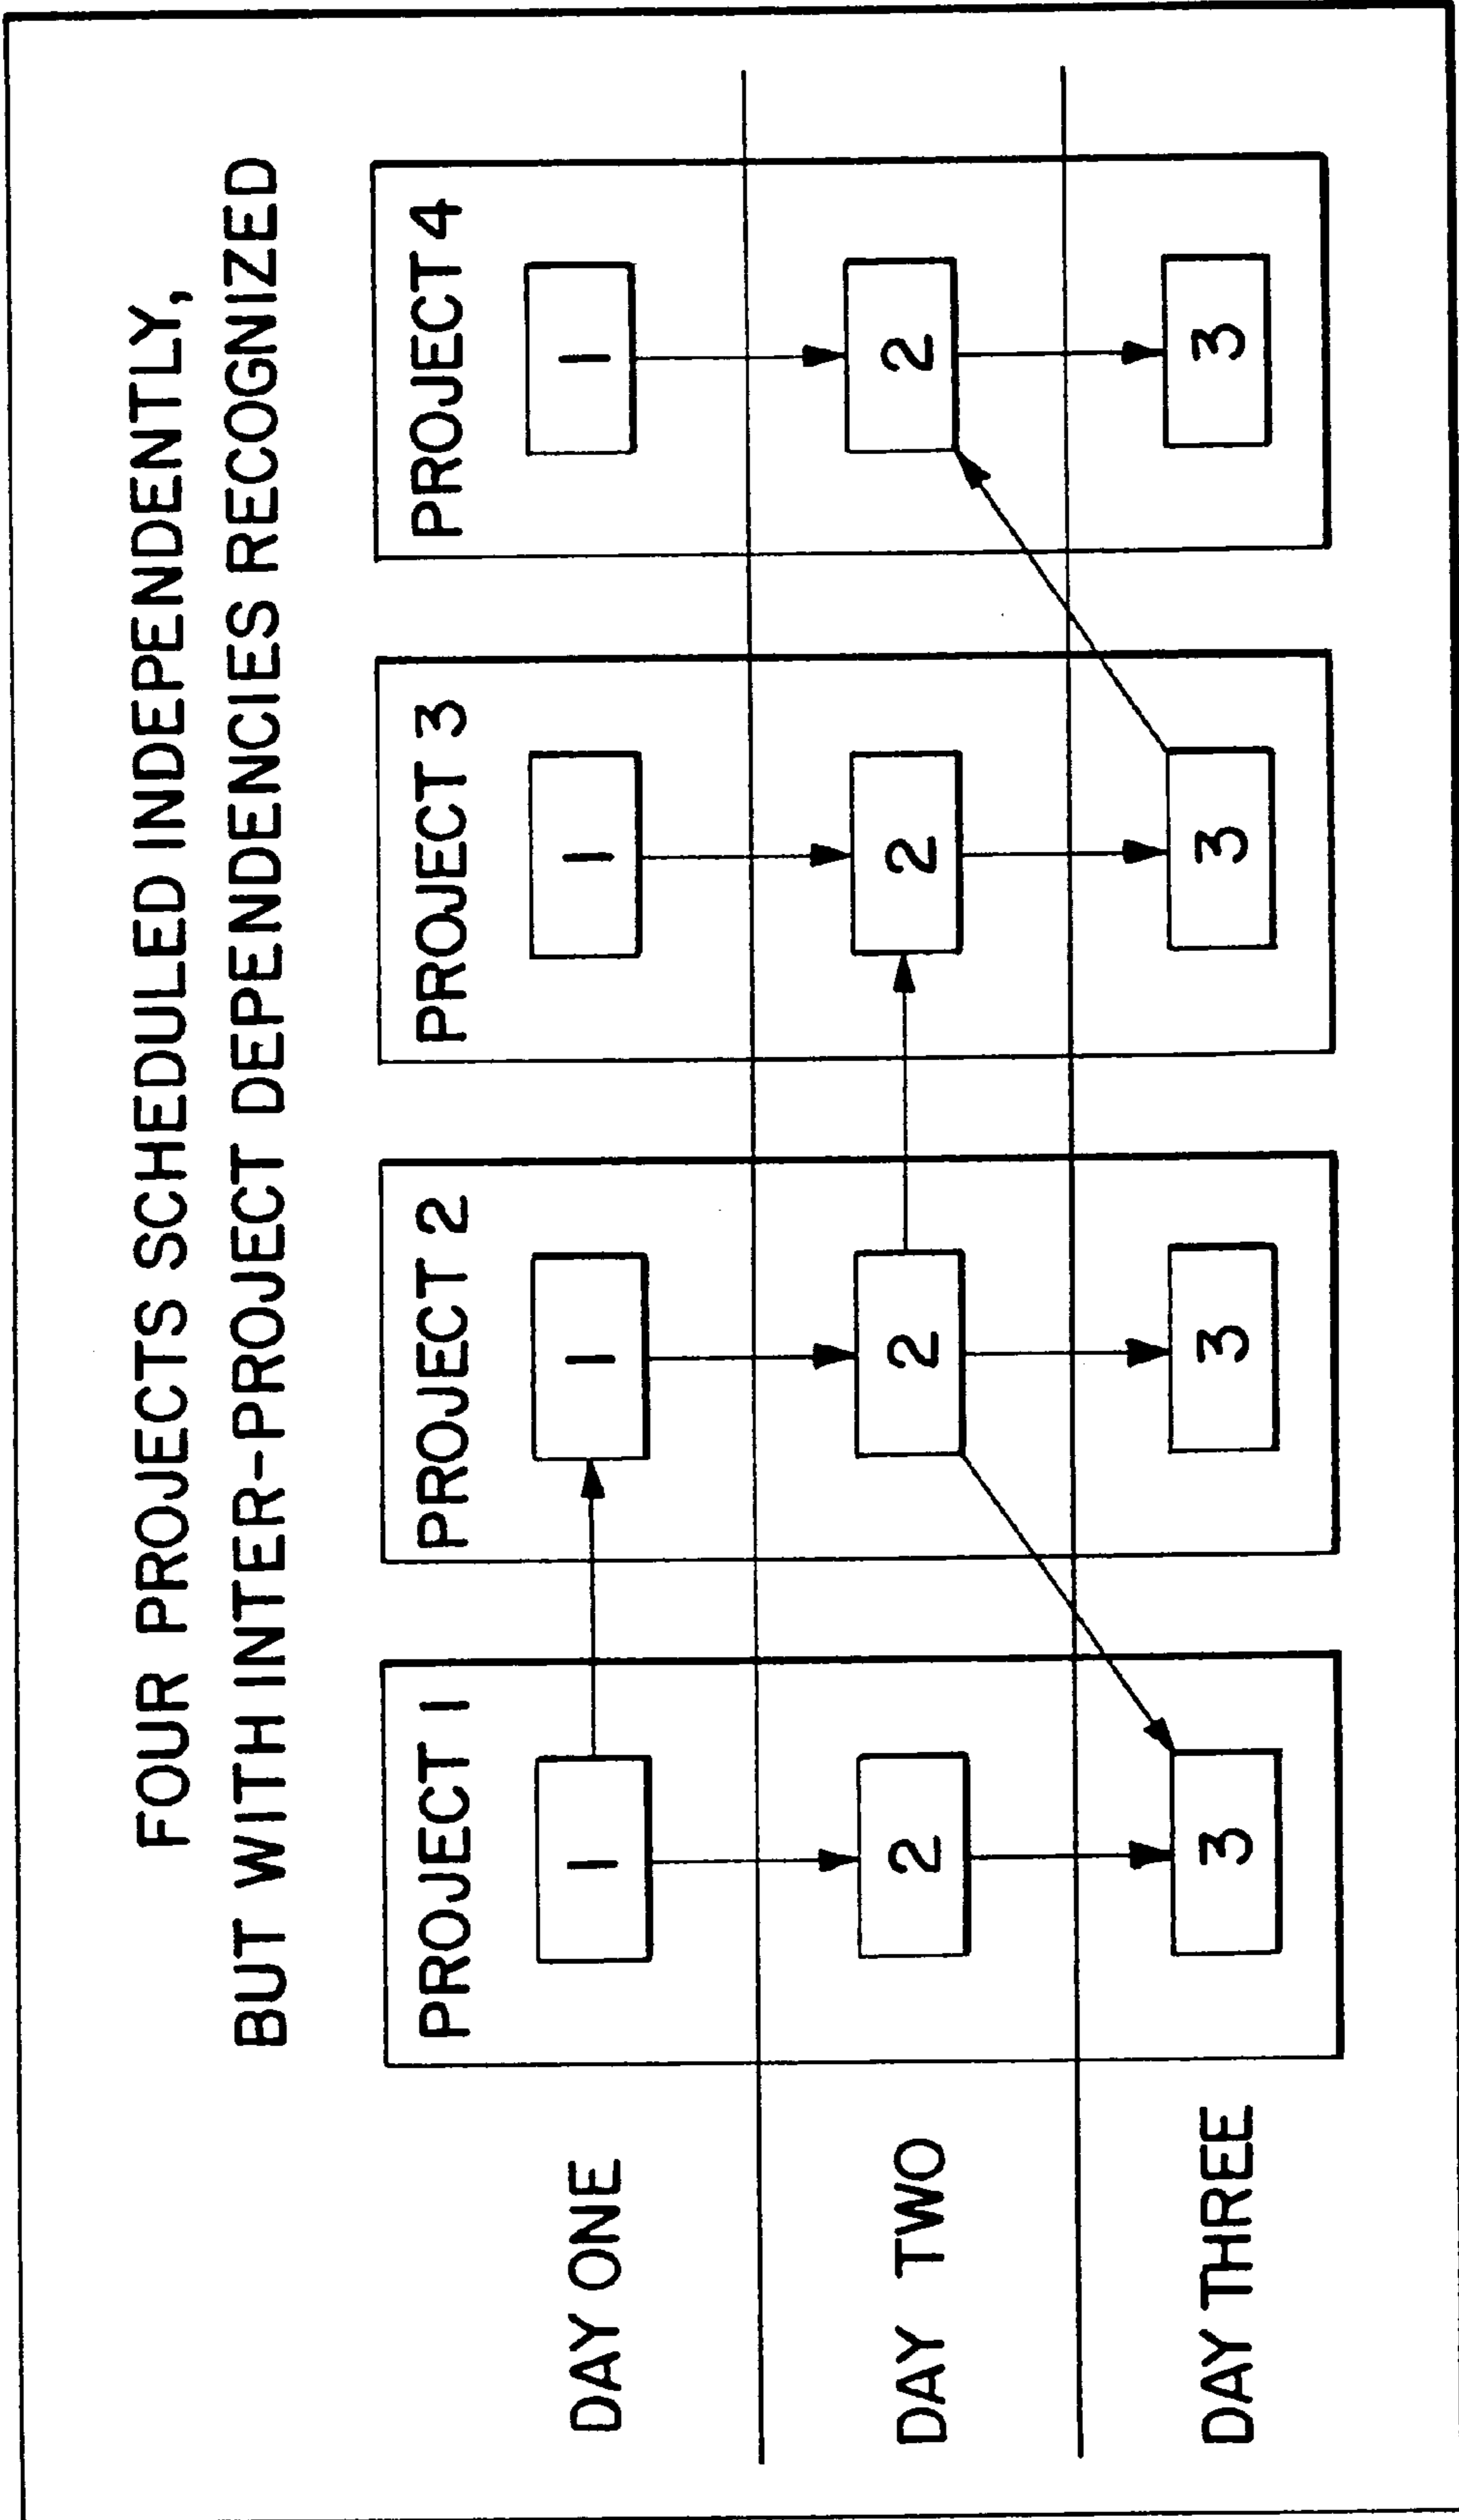 FOUR PROJECTS SCHEDULED INDEPENDENTLY,
BUT WITH INTER-PROJECT DEPENDENCIES RECOGNIZED
PROJECT 1 PROJECT 2 PROJECT 3 PROJECT 4
DAY ONE 1 1 1 1
DAY TWO 2 2 2 2
DAY THREE 3 3 3 3